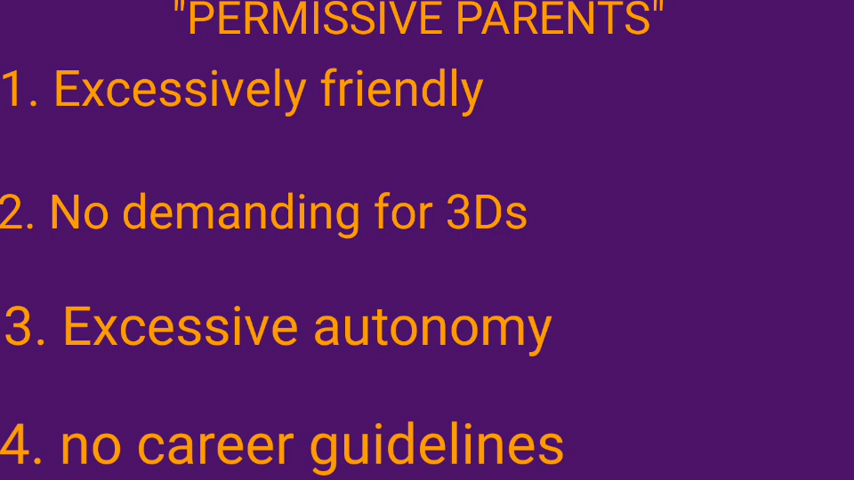 "PERMISSIVE PARENTS"
1. Excessively friendly
2. No demanding for 3Ds
3. Excessive autonomy
4. no career guidelines